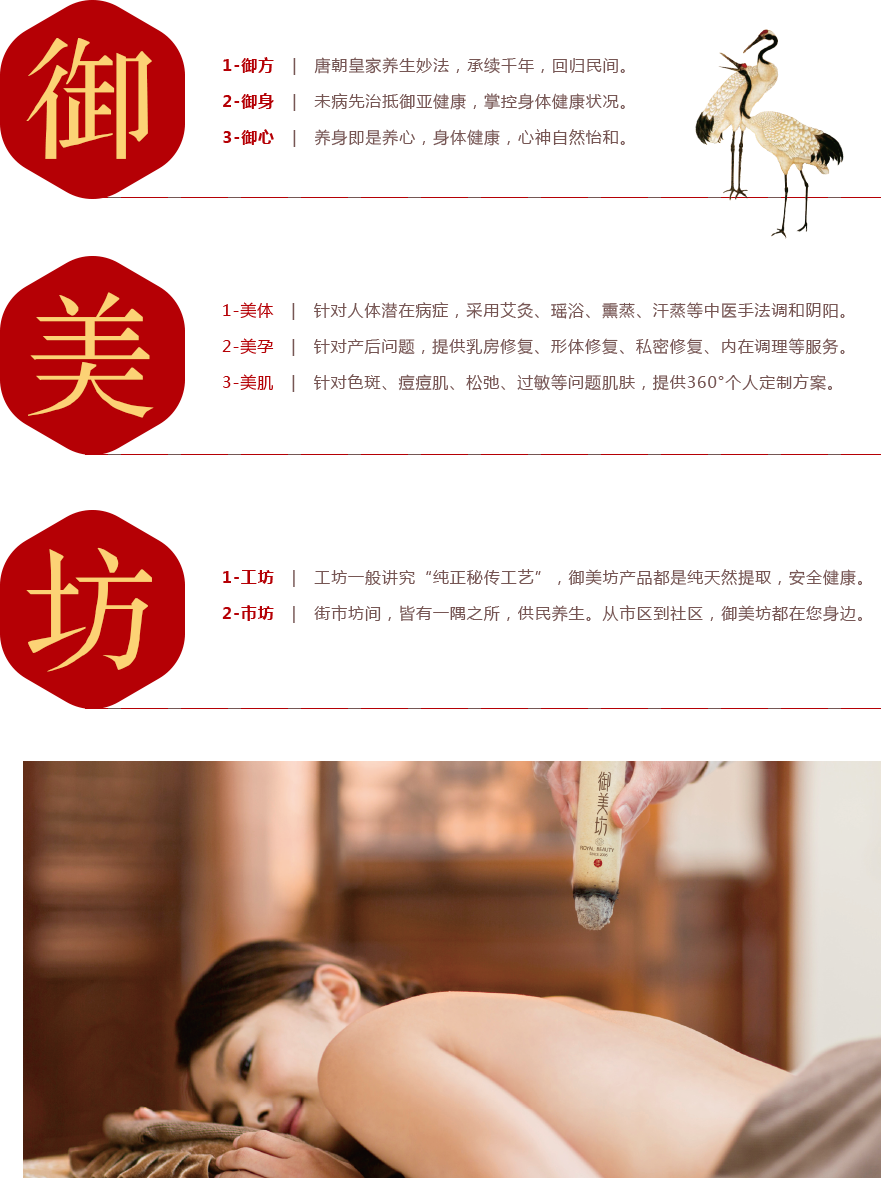 御
1-御方 | 唐朝皇家养生妙法，承续千年，回归民间。
2-御身 | 未病先治抵御亚健康，掌控身体健康状况。
3-御心 | 养身即是养心，身体健康，心神自然怡和。
美
1-美体 | 针对人体潜在病症，采用艾灸、瑶浴、熏蒸、汗蒸等中医手法调和阴阳。
2-美孕 | 针对产后问题，提供乳房修复、形体修复、私密修复、内在调理等服务。
3-美肌 | 针对色斑、痘痘肌、松弛、过敏等问题肌肤，提供360°个人定制方案。
坊
1-工坊 | 工坊一般讲究“纯正秘传工艺”，御美坊产品都是纯天然提取，安全健康。
2-市坊 | 街市坊间，皆有一隅之所，供民养生。从市区到社区，御美坊都在您身边。
御美坊
ROYAL BEAUTY